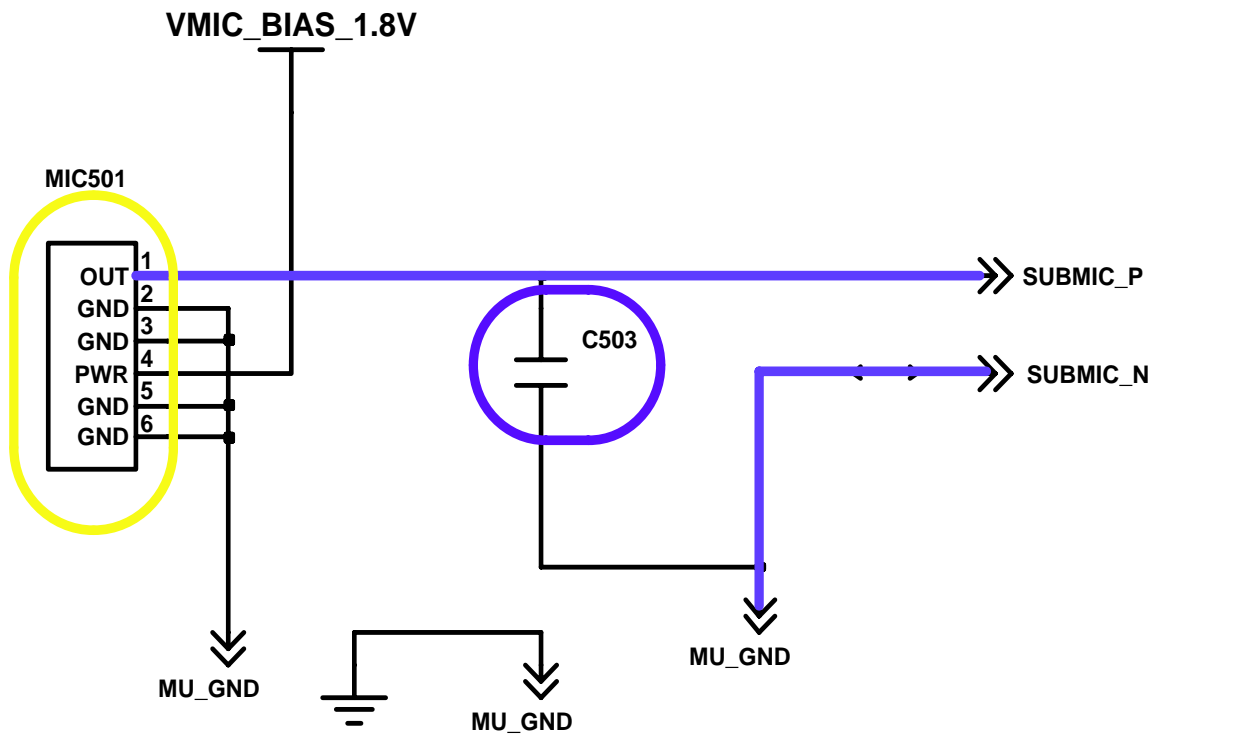 VMIC_BIAS_1.8V
MIC501
OUT 1
GND 2
GND 3
PWR 4
GND 5
GND 6
SUBMIC_P
C503
SUBMIC_N
MU_GND
MU_GND
MU_GND